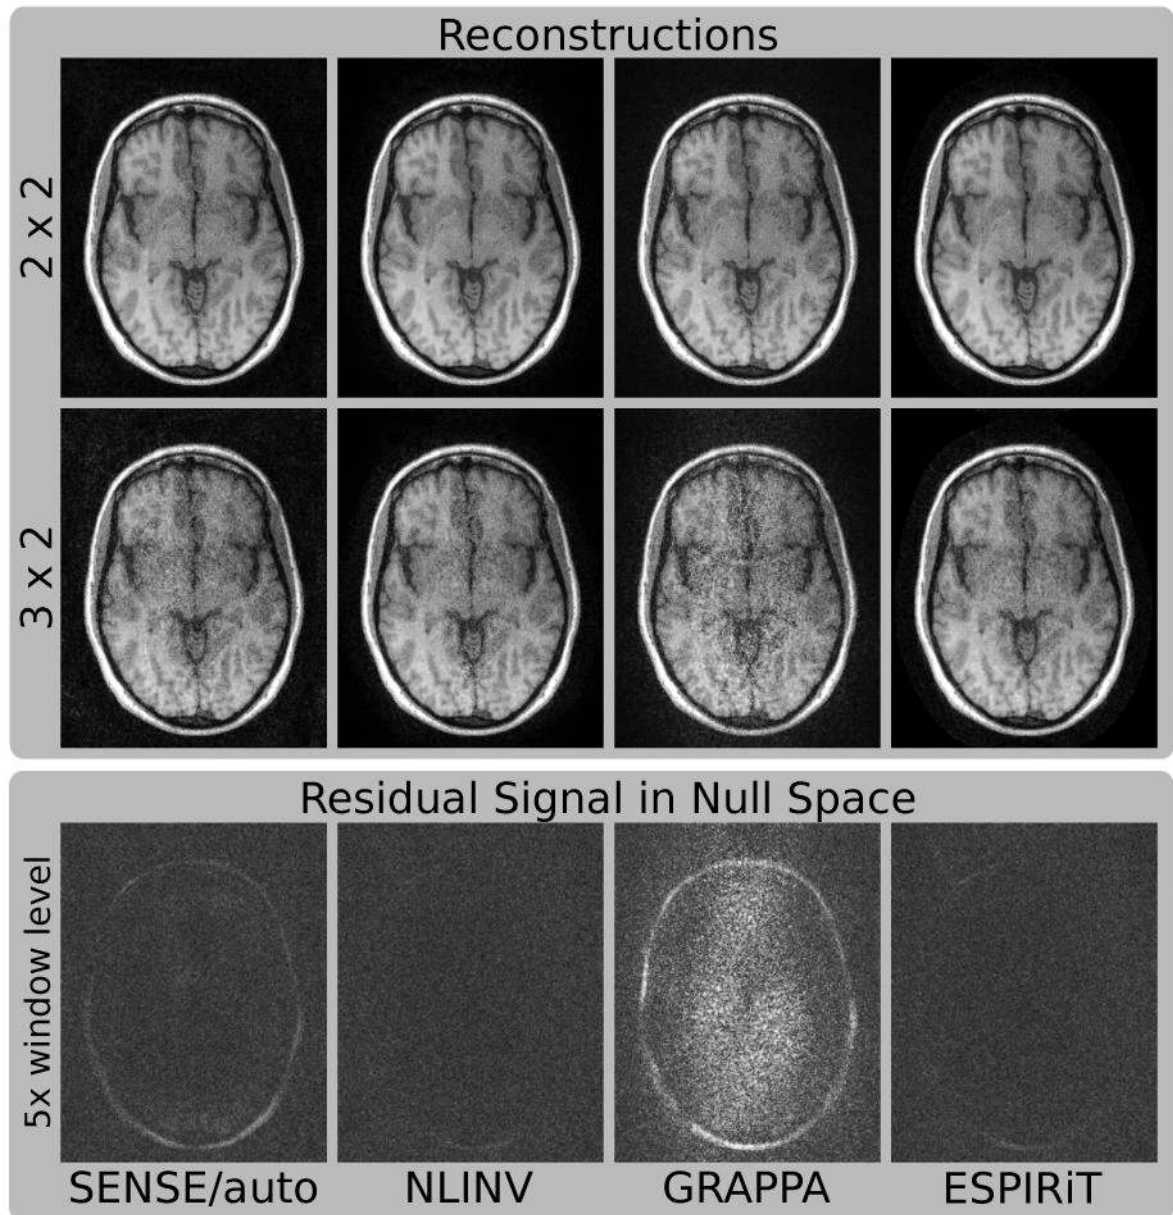 Reconstructions
2 x 2
3 x 2
Residual Signal in Null Space
5x window level
SENSE/auto
NLINV
GRAPPA
ESPIRiT